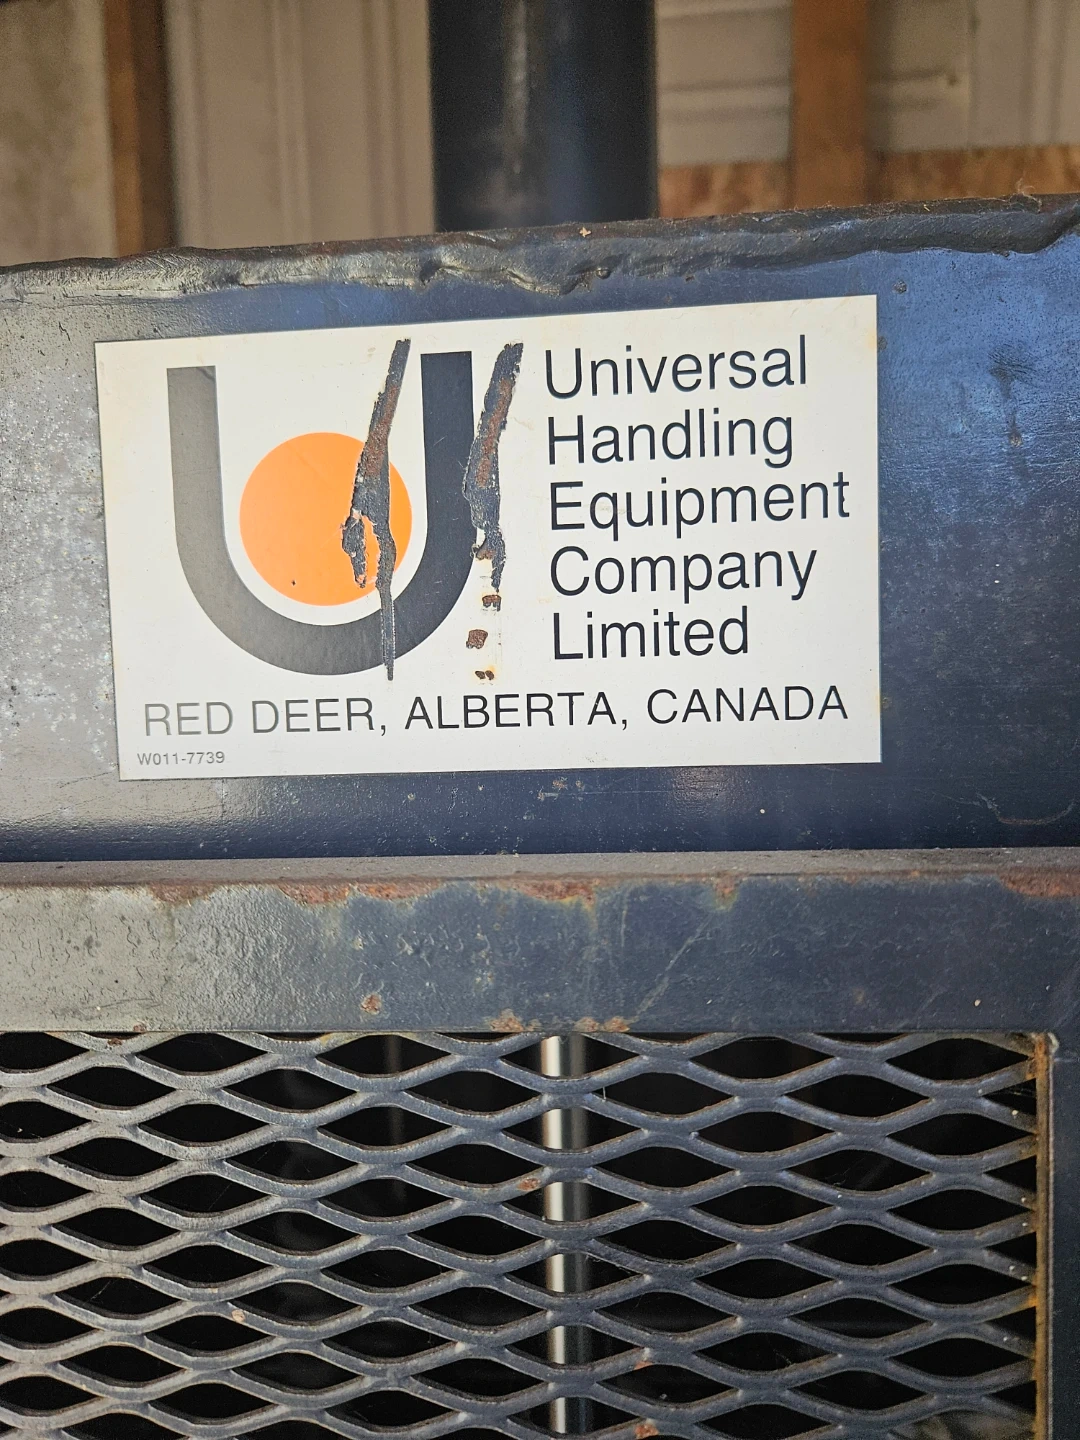 Universal
Handling
Equipment
Company
Limited
RED DEER, ALBERTA, CANADA
W011-7739